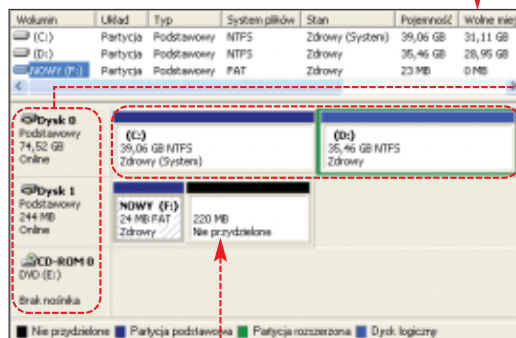 Wolumin Układ Typ System plików Stan Pojemność Wolne miej
(C:) Partycja Podstawowy NTFS Zdrowy (System) 39,06 GB 31,11 GB
(D:) Partycja Podstawowy NTFS Zdrowy 35,46 GB 28,95 GB
NOWY (F:) Partycja Podstawowy FAT Zdrowy 23 MB 0 MB
Dysk 0
Podstawowy
74,52 GB
Online
(C:)
39,06 GB NTFS
Zdrowy (System)
(D:)
35,46 GB NTFS
Zdrowy
Dysk 1
Podstawowy
244 MB
Online
NOWY (F:)
24 MB FAT
Zdrowy
220 MB
Nie przydzielone
CD-ROM 0
DVD (E:)
Brak nośnika
Nie przydzielone Partycja podstawowa Partycja rozszerzona Dysk logiczny